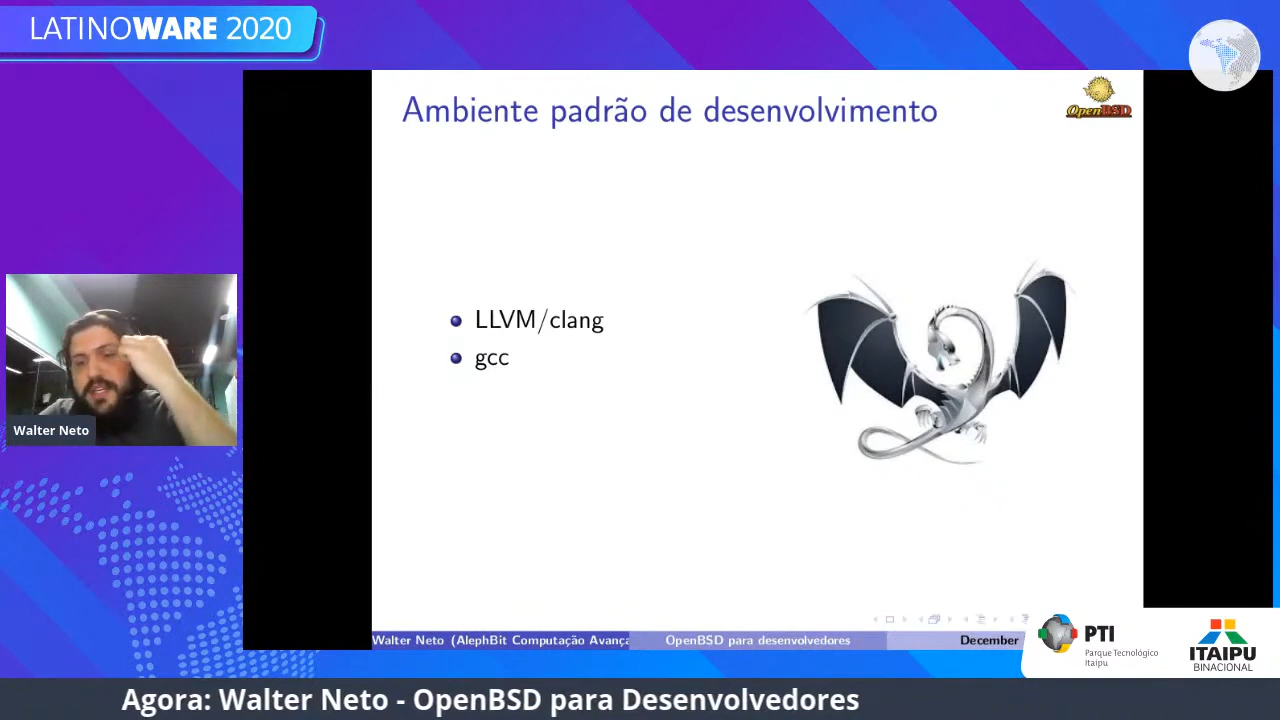 LATINOWARE 2020
Ambiente padrão de desenvolvimento
OpenBSD
LLVM/clang
gcc
Walter Neto
Walter Neto (AlephBit Computação Avança
OpenBSD para desenvolvedores
December
PTI
Parque Tecnológico
Itaipu
ITAIPU
BINACIONAL
Agora: Walter Neto - OpenBSD para Desenvolvedores